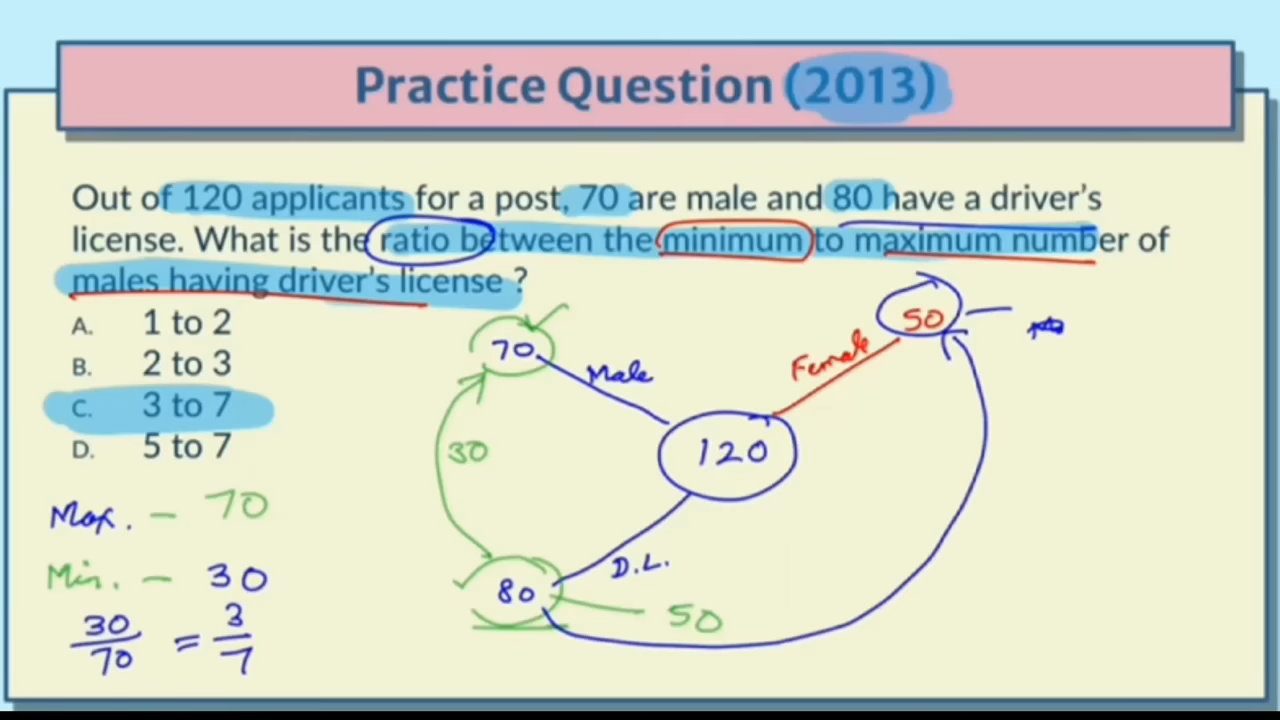 Practice Question (2013)
Out of 120 applicants for a post, 70 are male and 80 have a driver's
license. What is the ratio between the minimum to maximum number of
males having driver's license ?
A. 1 to 2
B. 2 to 3
C. 3 to 7
D. 5 to 7
70
Male
Female
50
120
30
80
D.L.
50
Max. - 70
Min. - 30
30/70 = 3/7